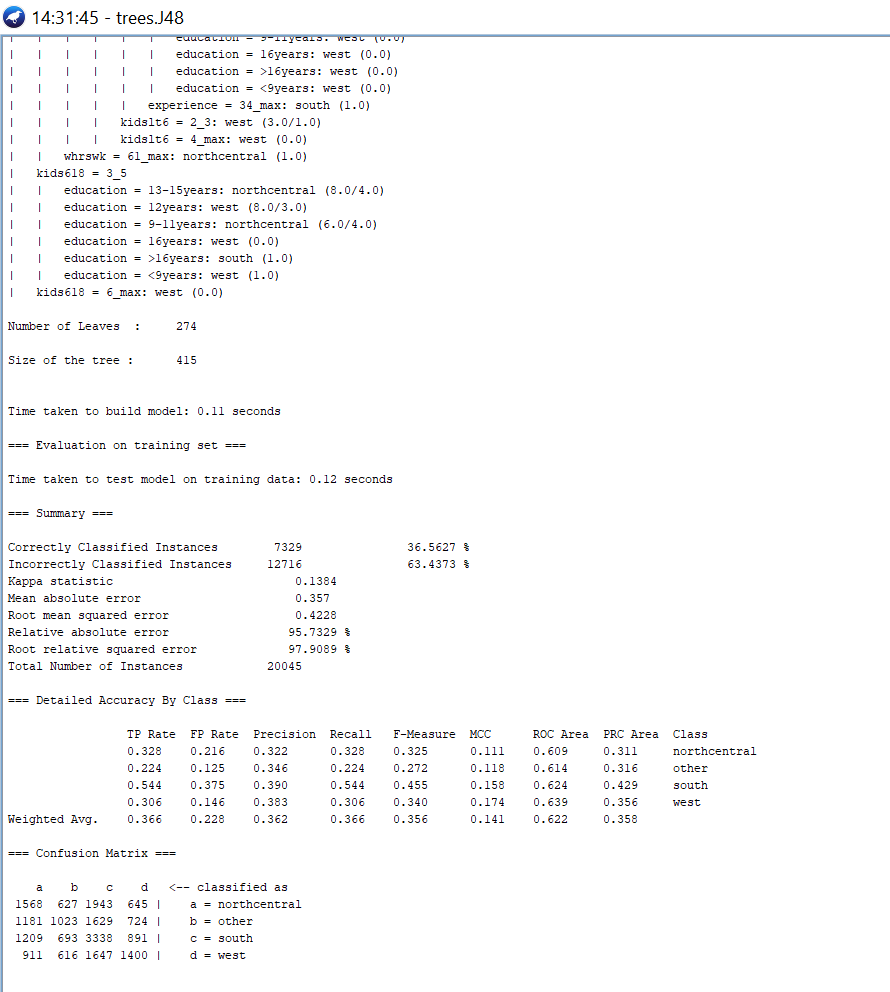 14:31:45 - trees.J48
|   |   |   |   |   |   education = 9-11years: west (0.0)
|   |   |   |   |   |   education = 16years: west (0.0)
|   |   |   |   |   |   education = >16years: west (0.0)
|   |   |   |   |   |   education = <9years: west (0.0)
|   |   |   |   |   experience = 34_max: south (1.0)
|   |   |   |   kidslt6 = 2_3: west (3.0/1.0)
|   |   |   |   kidslt6 = 4_max: west (0.0)
|   |   whrswk = 61_max: northcentral (1.0)
|   kids618 = 3_5
|   |   education = 13-15years: northcentral (8.0/4.0)
|   |   education = 12years: west (8.0/3.0)
|   |   education = 9-11years: northcentral (6.0/4.0)
|   |   education = 16years: west (0.0)
|   |   education = >16years: south (1.0)
|   |   education = <9years: west (1.0)
|   kids618 = 6_max: west (0.0)
Number of Leaves  :     274
Size of the tree :      415
Time taken to build model: 0.11 seconds
=== Evaluation on training set ===
Time taken to test model on training data: 0.12 seconds
=== Summary ===
Correctly Classified Instances        7329               36.5627 %
Incorrectly Classified Instances     12716               63.4373 %
Kappa statistic                          0.1384
Mean absolute error                      0.357
Root mean squared error                  0.4228
Relative absolute error                 95.7329 %
Root relative squared error             97.9089 %
Total Number of Instances            20045
=== Detailed Accuracy By Class ===
                 TP Rate  FP Rate  Precision  Recall   F-Measure  MCC      ROC Area  PRC Area  Class
                 0.328    0.216    0.322      0.328    0.325      0.111    0.609     0.311     northcentral
                 0.224    0.125    0.346      0.224    0.272      0.118    0.614     0.316     other
                 0.544    0.375    0.390      0.544    0.455      0.158    0.624     0.429     south
                 0.306    0.146    0.383      0.306    0.340      0.174    0.639     0.356     west
Weighted Avg.    0.366    0.228    0.362      0.366    0.356      0.141    0.622     0.358
=== Confusion Matrix ===
    a    b    c    d   <-- classified as
 1568  627 1943  645 |    a = northcentral
 1181 1023 1629  724 |    b = other
 1209  693 3338  891 |    c = south
  911  616 1647 1400 |    d = west